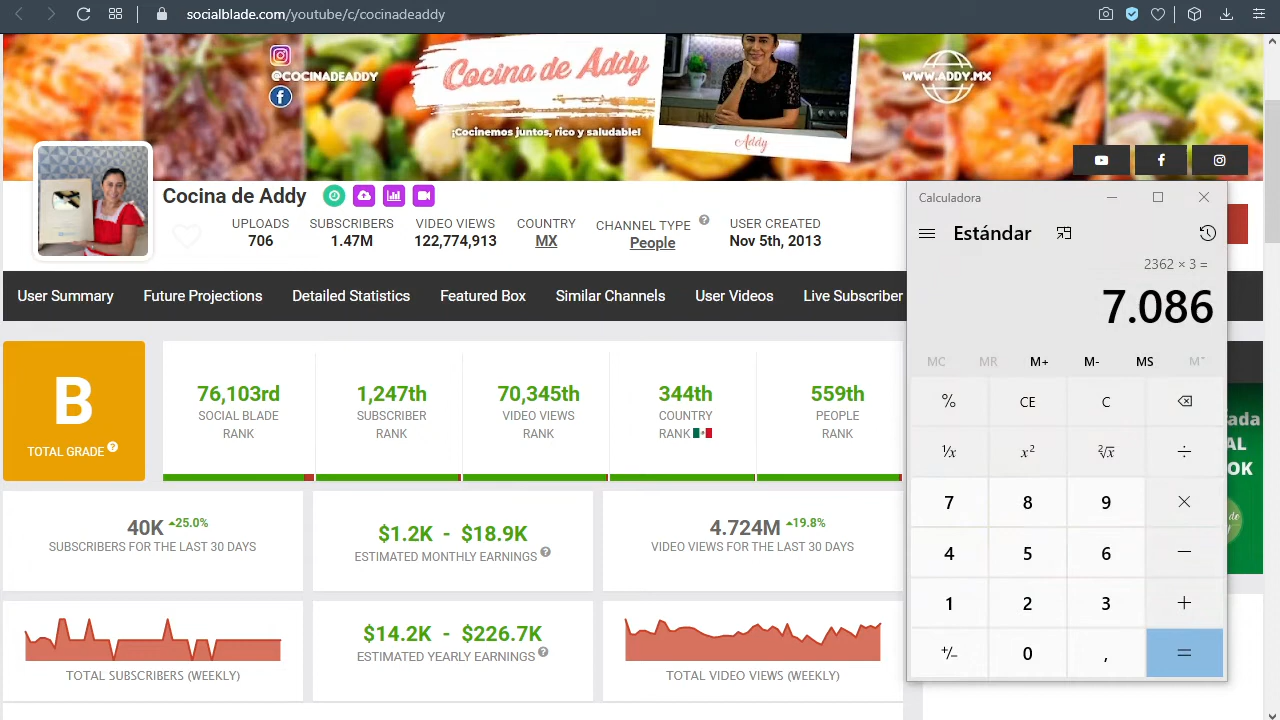 socialblade.com/youtube/c/cocinadeaddy
@COCINADEADDY
Cocina de Addy
¡Cocinemos juntos, rico y saludable!
Addy
WWW.ADDY.MX
Cocina de Addy
UPLOADS
706
SUBSCRIBERS
1.47M
VIDEO VIEWS
122,774,913
COUNTRY
MX
CHANNEL TYPE
People
USER CREATED
Nov 5th, 2013
User Summary
Future Projections
Detailed Statistics
Featured Box
Similar Channels
User Videos
Live Subscriber
B
TOTAL GRADE
76,103rd
SOCIAL BLADE
RANK
1,247th
SUBSCRIBER
RANK
70,345th
VIDEO VIEWS
RANK
344th
COUNTRY
RANK
559th
PEOPLE
RANK
40K 25.0%
SUBSCRIBERS FOR THE LAST 30 DAYS
$1.2K - $18.9K
ESTIMATED MONTHLY EARNINGS
4.724M 19.8%
VIDEO VIEWS FOR THE LAST 30 DAYS
TOTAL SUBSCRIBERS (WEEKLY)
$14.2K - $226.7K
ESTIMATED YEARLY EARNINGS
TOTAL VIDEO VIEWS (WEEKLY)
Calculadora
Estándar
2362 × 3 =
7.086
MC MR M+ M- MS M˅
% CE C
¹/x x² ²√x ÷
7 8 9 ×
4 5 6 −
1 2 3 +
+/− 0 , =